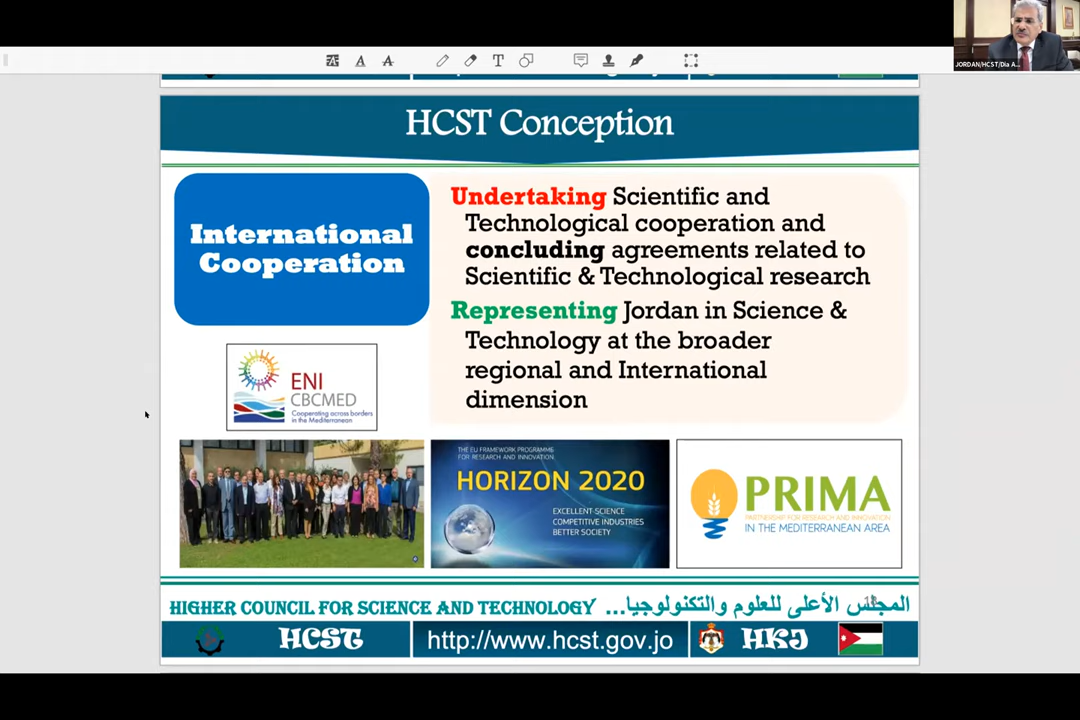 JORDAN/HCST/Dia A...
HCST Conception
International
Cooperation
Undertaking Scientific and
Technological cooperation and
concluding agreements related to
Scientific & Technological research
Representing Jordan in Science &
Technology at the broader
regional and International
dimension
ENI
CBCMED
Cooperating across borders
in the Mediterranean
THE EU FRAMEWORK PROGRAMME
FOR RESEARCH AND INNOVATION
HORIZON 2020
EXCELLENT SCIENCE
COMPETITIVE INDUSTRIES
BETTER SOCIETY
PRIMA
PARTNERSHIP FOR RESEARCH AND INNOVATION
IN THE MEDITERRANEAN AREA
HIGHER COUNCIL FOR SCIENCE AND TECHNOLOGY المجلس الأعلى للعلوم والتكنولوجيا...
HCST http://www.hcst.gov.jo HKJ